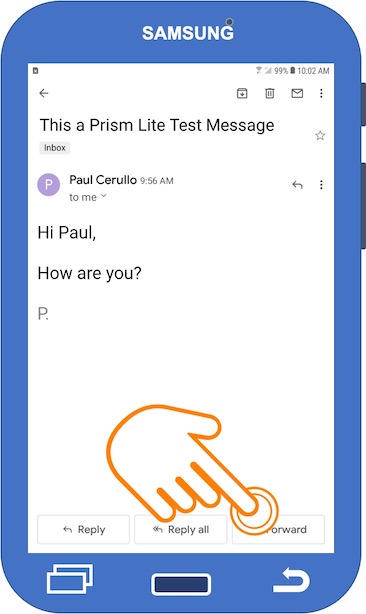 SAMSUNG
99% 10:02 AM
This a Prism Lite Test Message
Inbox
P Paul Cerullo 9:56 AM
to me
Hi Paul,
How are you?
P.
Reply Reply all orward